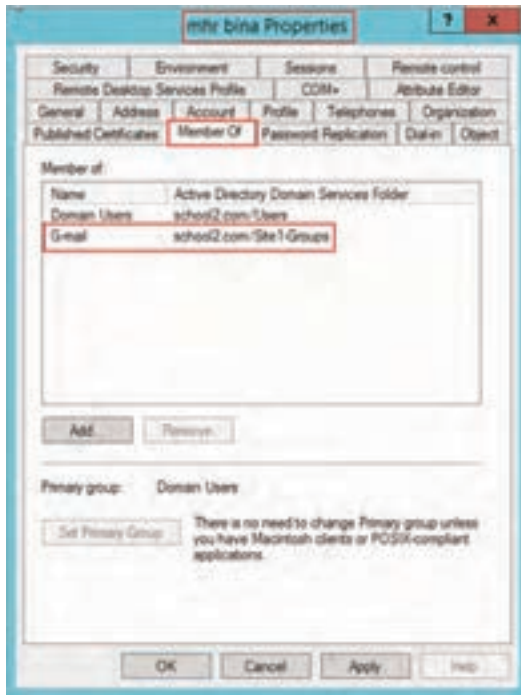 mhr bina Properties
? x
Security Environment Sessions Remote control
Remote Desktop Services Profile COM+ Attribute Editor
General Address Account Profile Telephones Organization
Published Certificates Member Of Password Replication Dial-in Object
Member of:
Name Active Directory Domain Services Folder
Domain Users school2.com/Users
G-mail school2.com/Site1-Groups
Add... Remove
Primary group: Domain Users
Set Primary Group There is no need to change Primary group unless
you have Macintosh clients or POSIX-compliant
applications.
OK Cancel Apply Help